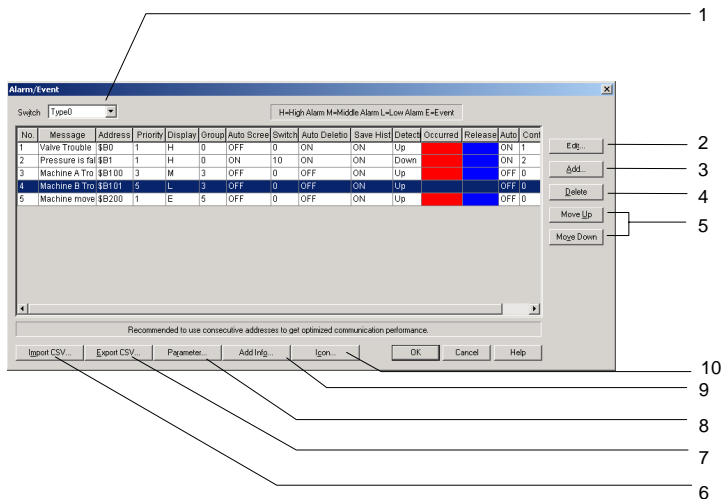 1
Alarm/Event
Switch Type0 H=High Alarm M=Middle Alarm L=Low Alarm E=Event
No. Message Address Priority Display Group Auto Scree Switch Auto Deletio Save Hist Detecti Occurred Release Auto Cont
1 Valve Trouble $B0 1 H 0 OFF 0 ON ON Up ON 1
2 Pressure is fal $B1 1 H 0 ON 10 ON ON Down ON 2
3 Machine A Tro $B100 3 M 3 OFF 0 OFF ON Up OFF 0
4 Machine B Tro $B101 5 L 3 OFF 0 OFF ON Up OFF 0
5 Machine move $B200 1 E 5 OFF 0 ON ON Up OFF 0
Edit... 2
Add... 3
Delete 4
Move Up
5
Move Down
Recommended to use consecutive addresses to get optimized communication performance.
Import CSV... Export CSV... Parameter... Add Info... Icon... OK Cancel Help
10
9
8
7
6